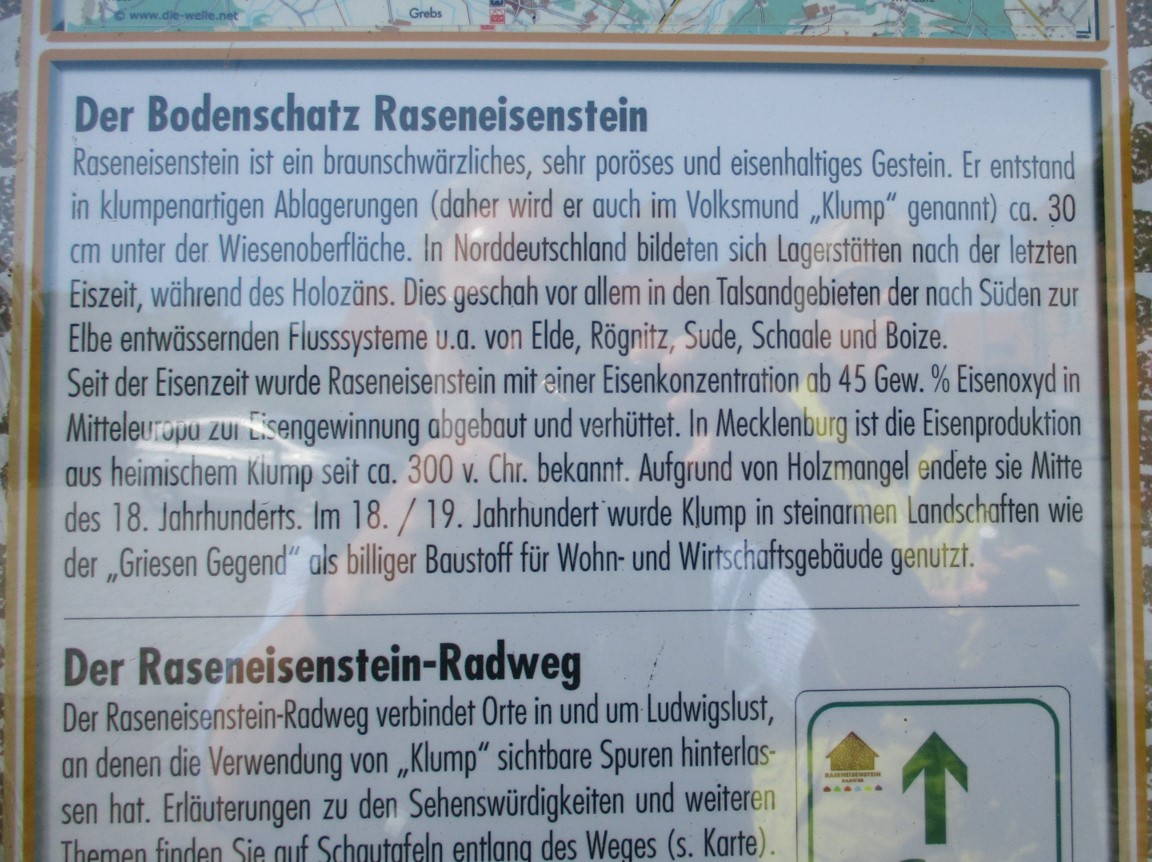 © www.die-welle.net
Grebs
Der Bodenschatz Raseneisenstein
Raseneisenstein ist ein braunschwärzliches, sehr poröses und eisenhaltiges Gestein. Er entstand
in klumpenartigen Ablagerungen (daher wird er auch im Volksmund „Klump“ genannt) ca. 30
cm unter der Wiesenoberfläche. In Norddeutschland bildeten sich Lagerstätten nach der letzten
Eiszeit, während des Holozäns. Dies geschah vor allem in den Talsandgebieten der nach Süden zur
Elbe entwässernden Flusssysteme u.a. von Elde, Rögnitz, Sude, Schaale und Boize.
Seit der Eisenzeit wurde Raseneisenstein mit einer Eisenkonzentration ab 45 Gew. % Eisenoxyd in
Mitteleuropa zur Eisengewinnung abgebaut und verhüttet. In Mecklenburg ist die Eisenproduktion
aus heimischem Klump seit ca. 300 v. Chr. bekannt. Aufgrund von Holzmangel endete sie Mitte
des 18. Jahrhunderts. Im 18. / 19. Jahrhundert wurde Klump in steinarmen Landschaften wie
der „Griesen Gegend“ als billiger Baustoff für Wohn- und Wirtschaftsgebäude genutzt.
Der Raseneisenstein-Radweg
Der Raseneisenstein-Radweg verbindet Orte in und um Ludwigslust,
an denen die Verwendung von „Klump“ sichtbare Spuren hinterlas-
sen hat. Erläuterungen zu den Sehenswürdigkeiten und weiteren
Themen finden Sie auf Schautafeln entlang des Weges (s. Karte).
RASENEISENSTEIN
RADWEG